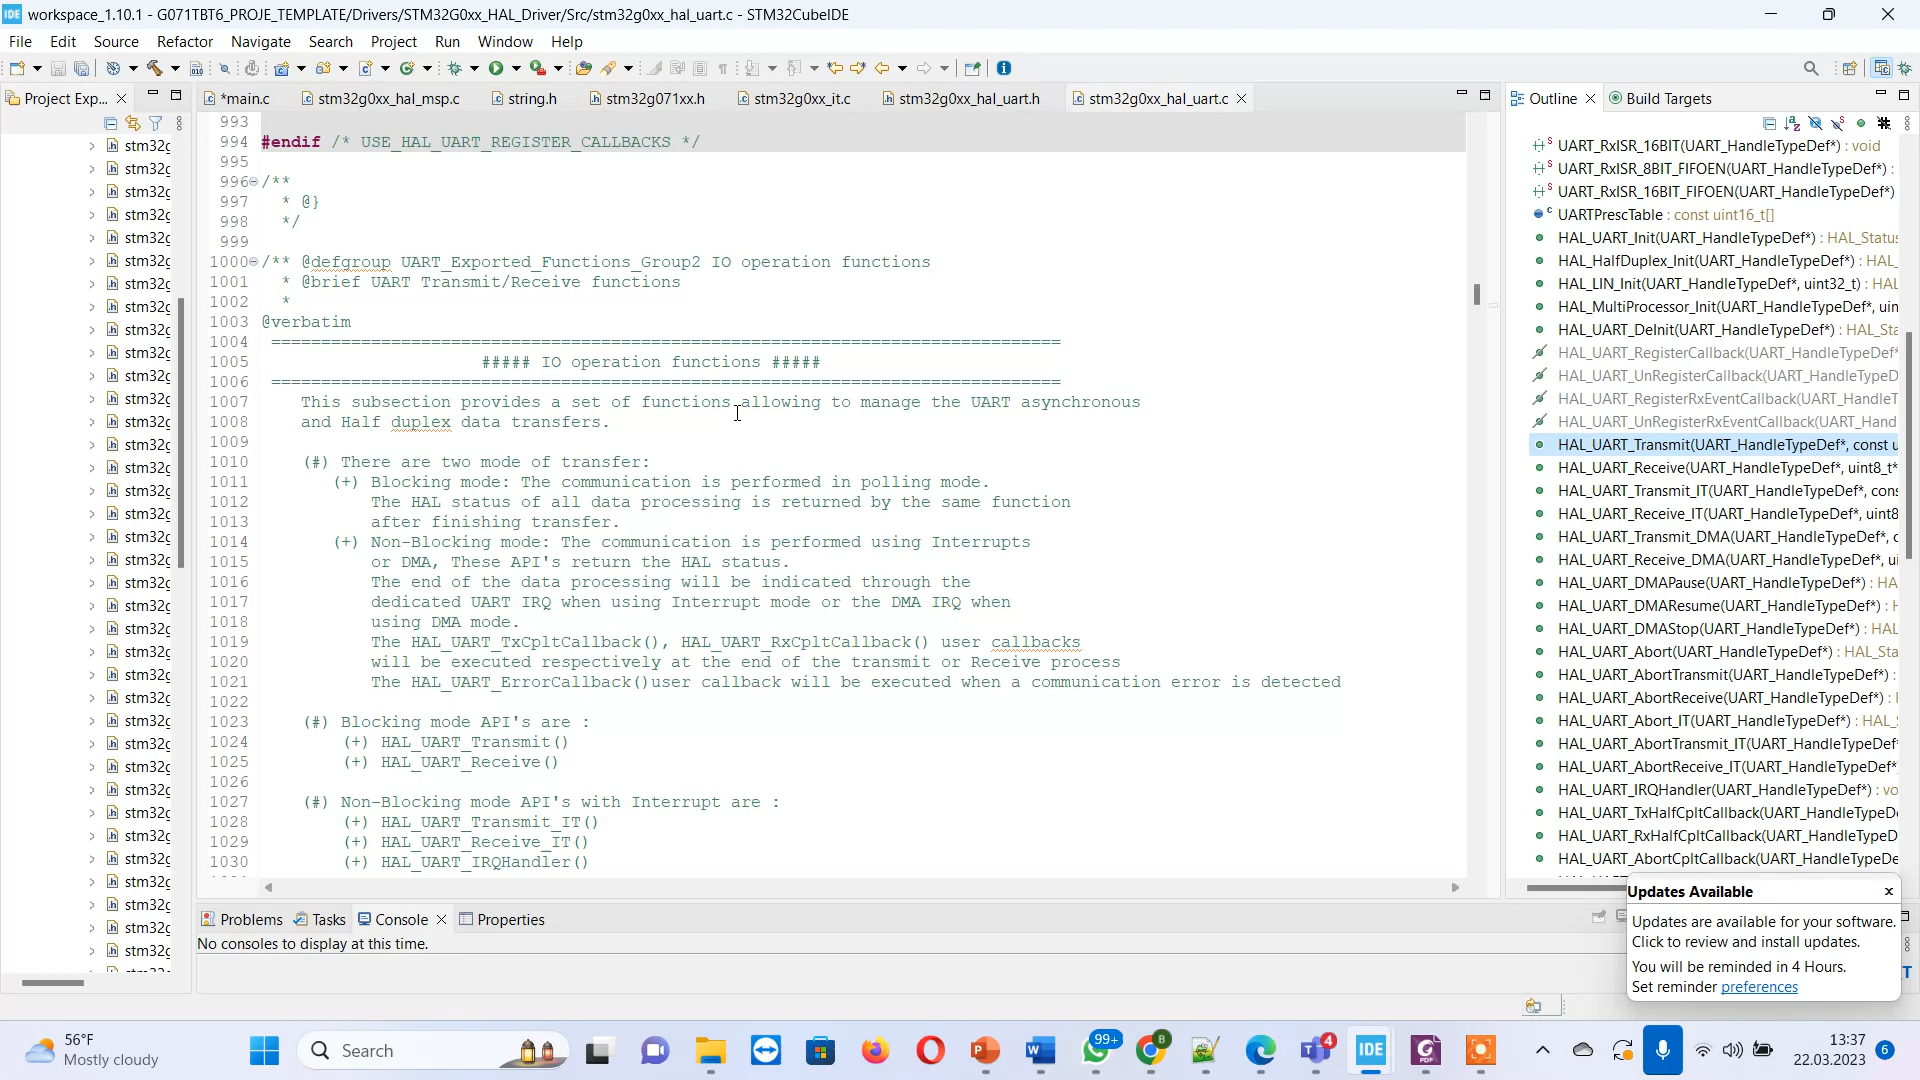 workspace_1.10.1 - G071TBT6_PROJE_TEMPLATE/Drivers/STM32G0xx_HAL_Driver/Src/stm32g0xx_hal_uart.c - STM32CubeIDE
File Edit Source Refactor Navigate Search Project Run Window Help
Project Exp...
*main.c stm32g0xx_hal_msp.c string.h stm32g071xx.h stm32g0xx_it.c stm32g0xx_hal_uart.h stm32g0xx_hal_uart.c
Outline Build Targets
993
994 #endif /* USE_HAL_UART_REGISTER_CALLBACKS */
995
996 /**
997 * @}
998 */
999
1000 /** @defgroup UART_Exported_Functions_Group2 IO operation functions
1001 * @brief UART Transmit/Receive functions
1002 *
1003 @verbatim
1004 ===============================================================================
1005 ##### IO operation functions #####
1006 ===============================================================================
1007 This subsection provides a set of functions allowing to manage the UART asynchronous
1008 and Half duplex data transfers.
1009
1010 (#) There are two mode of transfer:
1011 (+) Blocking mode: The communication is performed in polling mode.
1012 The HAL status of all data processing is returned by the same function
1013 after finishing transfer.
1014 (+) Non-Blocking mode: The communication is performed using Interrupts
1015 or DMA, These API's return the HAL status.
1016 The end of the data processing will be indicated through the
1017 dedicated UART IRQ when using Interrupt mode or the DMA IRQ when
1018 using DMA mode.
1019 The HAL_UART_TxCpltCallback(), HAL_UART_RxCpltCallback() user callbacks
1020 will be executed respectively at the end of the transmit or Receive process
1021 The HAL_UART_ErrorCallback()user callback will be executed when a communication error is detected
1022
1023 (#) Blocking mode API's are :
1024 (+) HAL_UART_Transmit()
1025 (+) HAL_UART_Receive()
1026
1027 (#) Non-Blocking mode API's with Interrupt are :
1028 (+) HAL_UART_Transmit_IT()
1029 (+) HAL_UART_Receive_IT()
1030 (+) HAL_UART_IRQHandler()
UART_RxISR_16BIT(UART_HandleTypeDef*) : void
UART_RxISR_8BIT_FIFOEN(UART_HandleTypeDef*) :
UART_RxISR_16BIT_FIFOEN(UART_HandleTypeDef*)
UARTPrescTable : const uint16_t[]
HAL_UART_Init(UART_HandleTypeDef*) : HAL_Status
HAL_HalfDuplex_Init(UART_HandleTypeDef*) : HAL_
HAL_LIN_Init(UART_HandleTypeDef*, uint32_t) : HAL
HAL_MultiProcessor_Init(UART_HandleTypeDef*, uin
HAL_UART_DeInit(UART_HandleTypeDef*) : HAL_Sta
HAL_UART_RegisterCallback(UART_HandleTypeDef*
HAL_UART_UnRegisterCallback(UART_HandleTypeD
HAL_UART_RegisterRxEventCallback(UART_HandleT
HAL_UART_UnRegisterRxEventCallback(UART_Hand
HAL_UART_Transmit(UART_HandleTypeDef*, const u
HAL_UART_Receive(UART_HandleTypeDef*, uint8_t*
HAL_UART_Transmit_IT(UART_HandleTypeDef*, cons
HAL_UART_Receive_IT(UART_HandleTypeDef*, uint8
HAL_UART_Transmit_DMA(UART_HandleTypeDef*, c
HAL_UART_Receive_DMA(UART_HandleTypeDef*, ui
HAL_UART_DMAPause(UART_HandleTypeDef*) : HA
HAL_UART_DMAResume(UART_HandleTypeDef*) : H
HAL_UART_DMAStop(UART_HandleTypeDef*) : HAL
HAL_UART_Abort(UART_HandleTypeDef*) : HAL_Sta
HAL_UART_AbortTransmit(UART_HandleTypeDef*) :
HAL_UART_AbortReceive(UART_HandleTypeDef*) : H
HAL_UART_Abort_IT(UART_HandleTypeDef*) : HAL_S
HAL_UART_AbortTransmit_IT(UART_HandleTypeDef*
HAL_UART_AbortReceive_IT(UART_HandleTypeDef*
HAL_UART_IRQHandler(UART_HandleTypeDef*) : vo
HAL_UART_TxHalfCpltCallback(UART_HandleTypeDe
HAL_UART_RxHalfCpltCallback(UART_HandleTypeD
HAL_UART_AbortCpltCallback(UART_HandleTypeDe
Updates Available
Updates are available for your software.
Click to review and install updates.
You will be reminded in 4 Hours.
Set reminder preferences
Problems Tasks Console Properties
No consoles to display at this time.
56°F
Mostly cloudy
Search
99+
4
IDE
13:37
22.03.2023
6